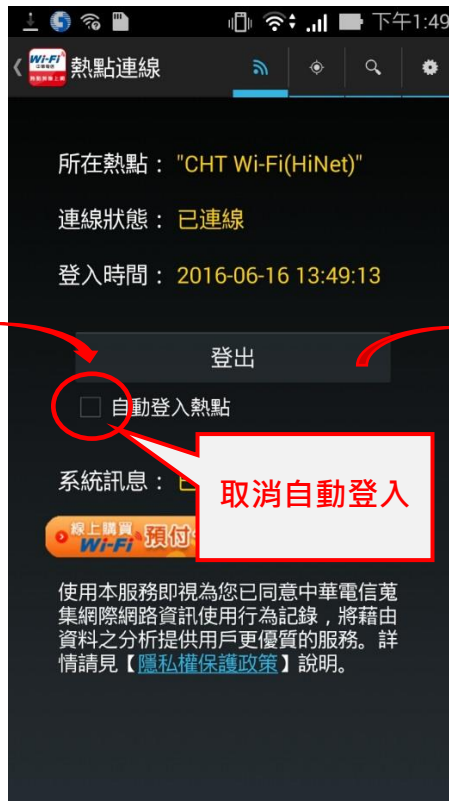 下午1:49
Wi-Fi
熱點連線
所在熱點： "CHT Wi-Fi(HiNet)"
連線狀態： 已連線
登入時間： 2016-06-16 13:49:13
登出
自動登入熱點
取消自動登入
系統訊息：
線上購買
Wi-Fi 預付
使用本服務即視為您已同意中華電信蒐
集網際網路資訊使用行為記錄，將藉由
資料之分析提供用戶更優質的服務。詳
情請見【隱私權保護政策】說明。